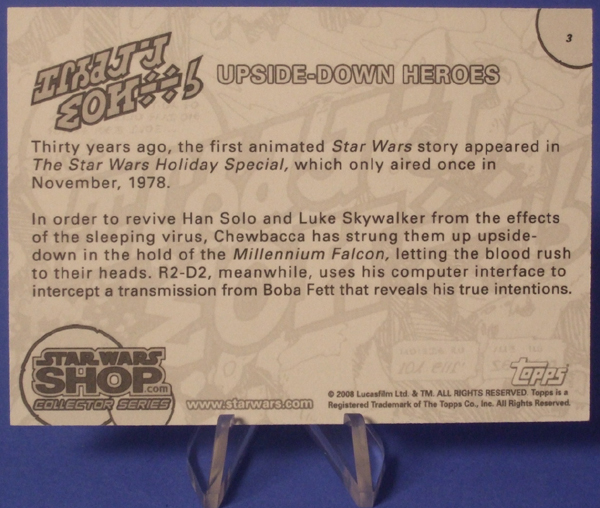 3
UPSIDE-DOWN HEROES
Thirty years ago, the first animated Star Wars story appeared in
The Star Wars Holiday Special, which only aired once in
November, 1978.
In order to revive Han Solo and Luke Skywalker from the effects
of the sleeping virus, Chewbacca has strung them up upside-
down in the hold of the Millennium Falcon, letting the blood rush
to their heads. R2-D2, meanwhile, uses his computer interface to
intercept a transmission from Boba Fett that reveals his true intentions.
STAR WARS
SHOP.com
COLLECTOR SERIES
www.starwars.com
topps
© 2008 Lucasfilm Ltd. & TM. ALL RIGHTS RESERVED. Topps is a
Registered Trademark of The Topps Co., Inc. All Rights Reserved.